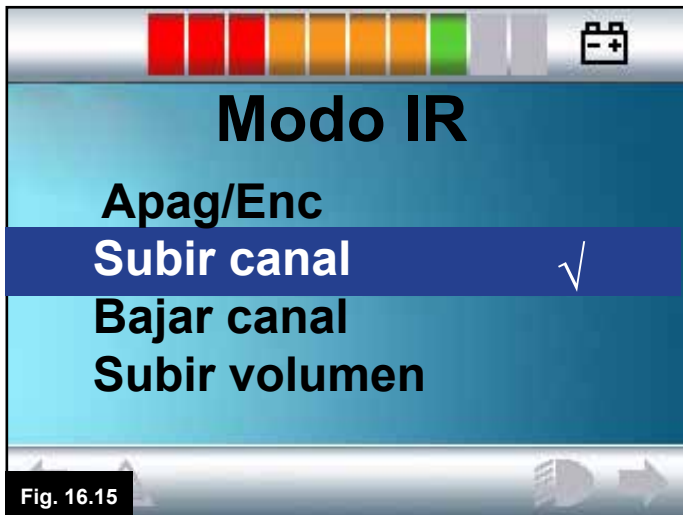 Modo IR
Apag/Enc
Subir canal √
Bajar canal
Subir volumen
Fig. 16.15